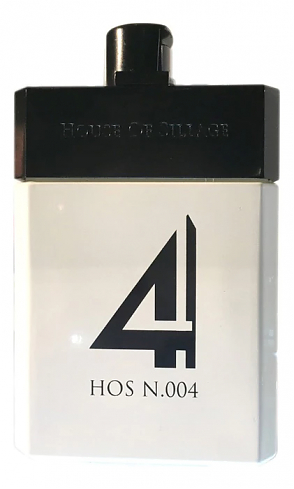 HOUSE OF SILLAGE
4
HOS N.004